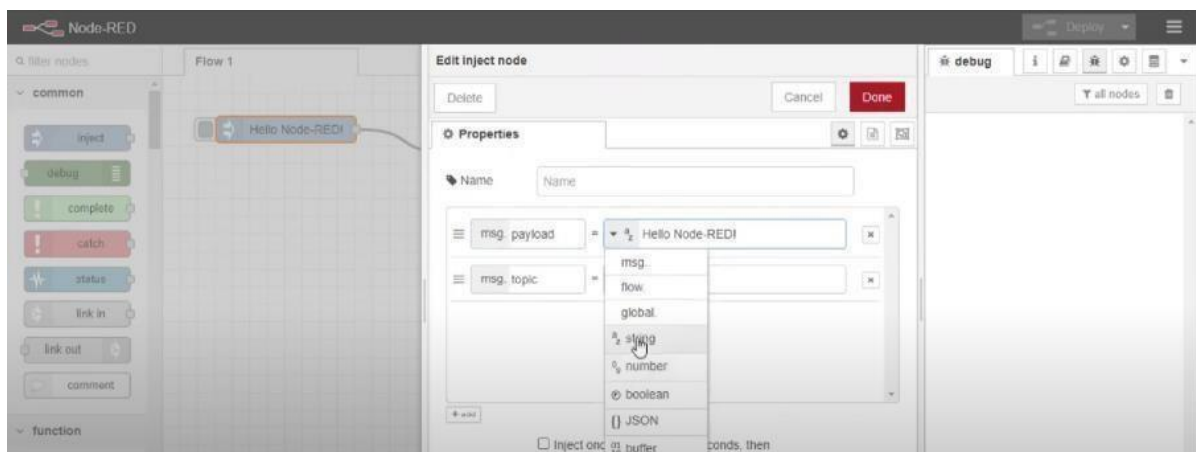 Node-RED
Deploy
filter nodes
Flow 1
Edit inject node
debug
i
common
Delete
Cancel
Done
all nodes
inject
Hello Node-RED!
Properties
debug
Name
Name
complete
msg. payload = a z Hello Node-RED!
catch
msg.
status
msg. topic =
flow.
link in
global.
link out
string
number
comment
boolean
+ add
{} JSON
function
Inject once
buffer
conds, then